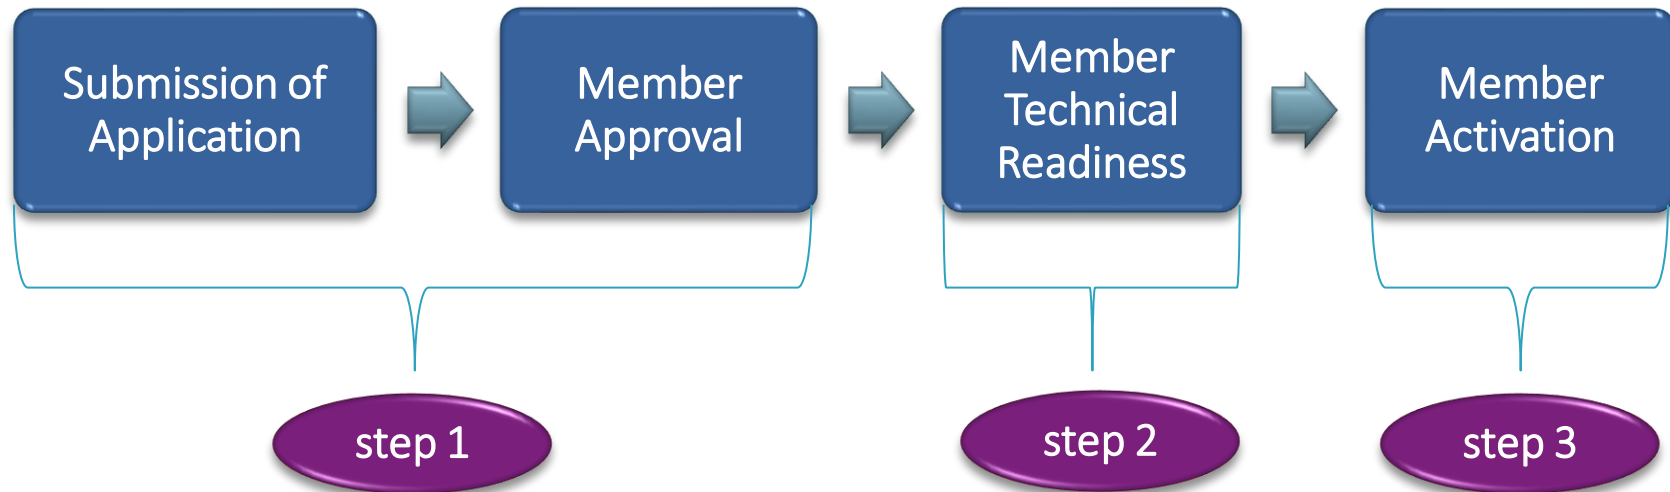 Submission of
Application
Member
Approval
Member
Technical
Readiness
Member
Activation
step 1
step 2
step 3